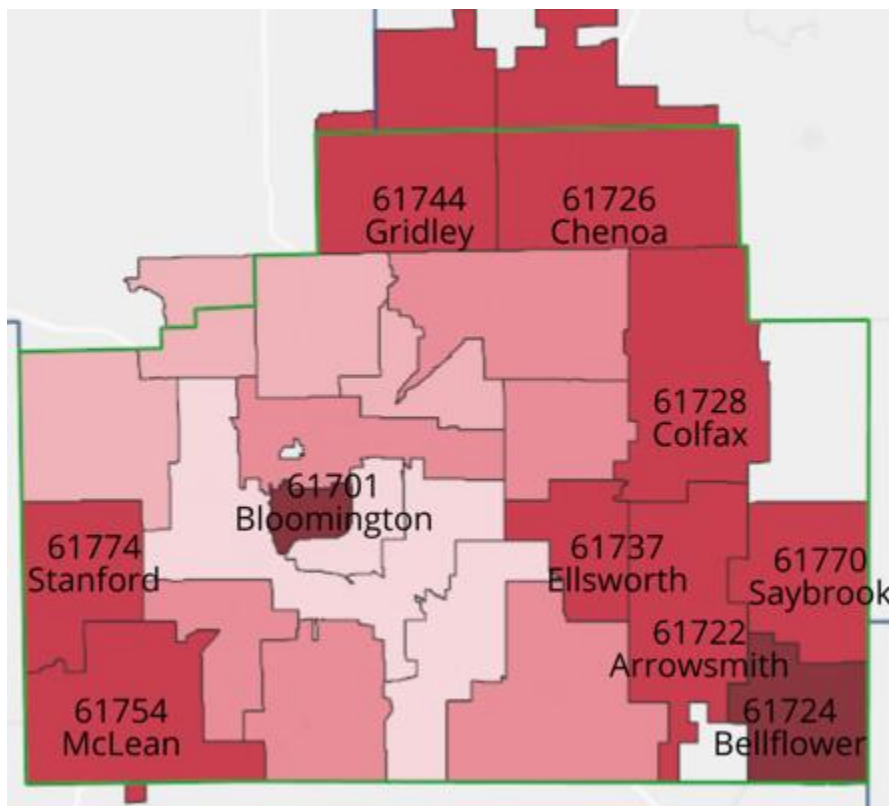 61744
Gridley
61726
Chenoa
61728
Colfax
61701
Bloomington
61774
Stanford
61737
Ellsworth
61770
Saybrook
61722
Arrowsmith
61754
McLean
61724
Bellflower